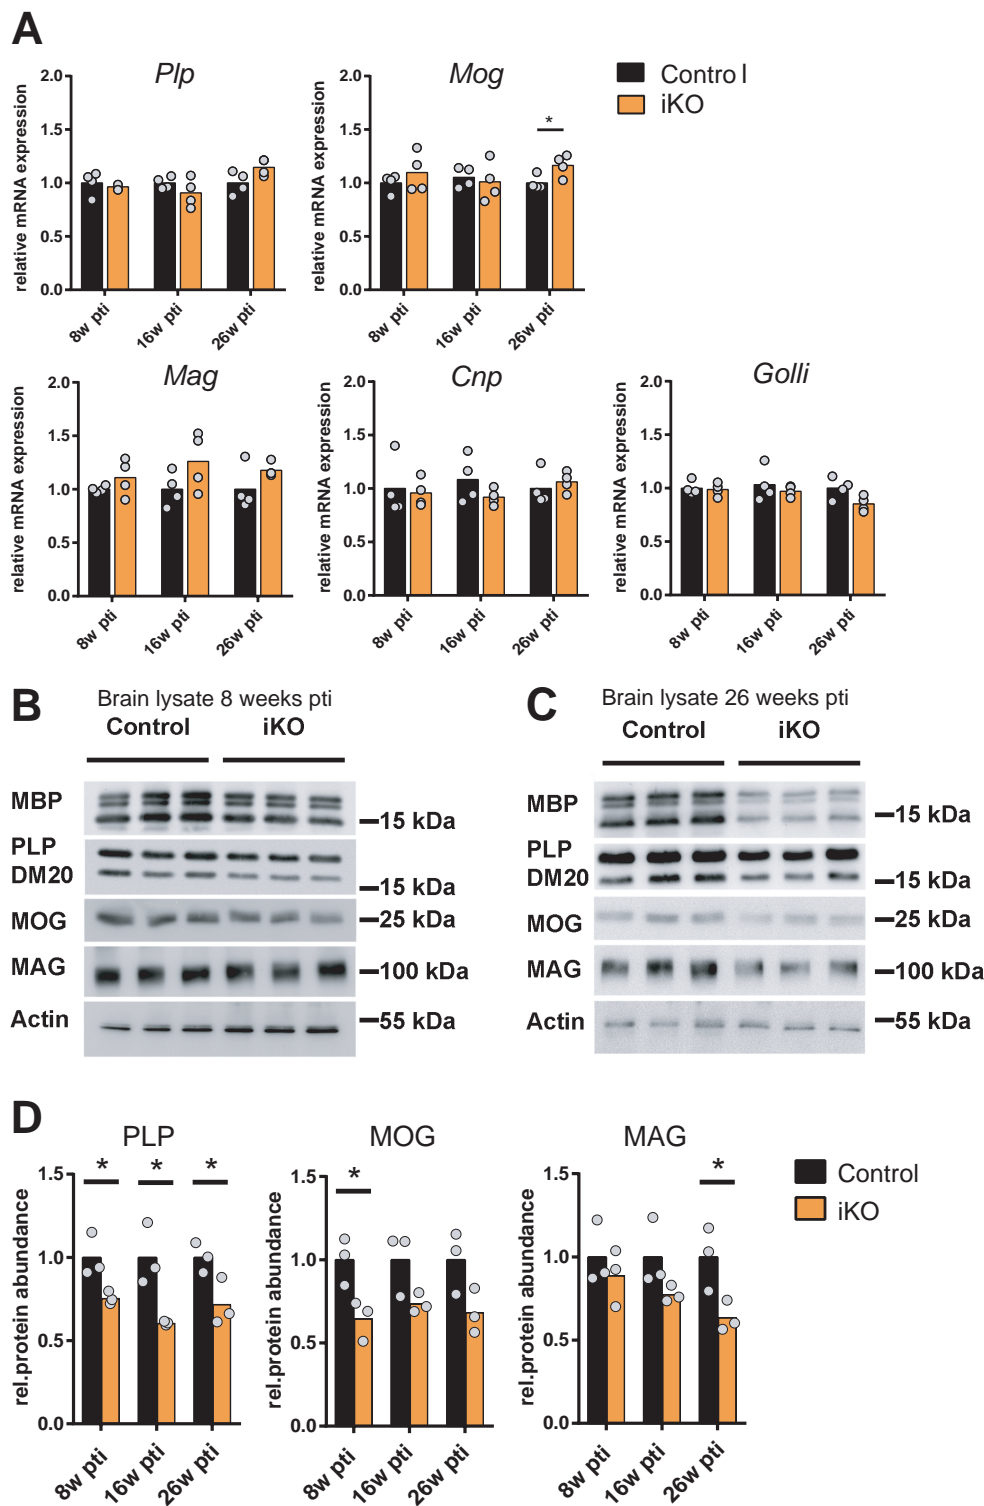 A
Plp
Mog
Control
iKO
relative mRNA expression
2.0
1.5
1.0
0.5
0.0
8w pti
16w pti
26w pti
relative mRNA expression
2.0
1.5
1.0
0.5
0.0
*
8w pti
16w pti
26w pti
Mag
Cnp
Golli
relative mRNA expression
2.0
1.5
1.0
0.5
0.0
8w pti
16w pti
26w pti
relative mRNA expression
2.0
1.5
1.0
0.5
0.0
8w pti
16w pti
26w pti
relative mRNA expression
2.0
1.5
1.0
0.5
0.0
8w pti
16w pti
26w pti
B
Brain lysate 8 weeks pti
Control iKO
MBP
15 kDa
PLP
DM20
15 kDa
MOG
25 kDa
MAG
100 kDa
Actin
55 kDa
C
Brain lysate 26 weeks pti
Control iKO
MBP
15 kDa
PLP
DM20
15 kDa
MOG
25 kDa
MAG
100 kDa
Actin
55 kDa
D
PLP
rel.protein abundance
1.5
1.0
0.5
0.0
* * *
8w pti
16w pti
26w pti
MOG
rel.protein abundance
1.5
1.0
0.5
0.0
*
8w pti
16w pti
26w pti
MAG
rel.protein abundance
1.5
1.0
0.5
0.0
*
8w pti
16w pti
26w pti
Control
iKO